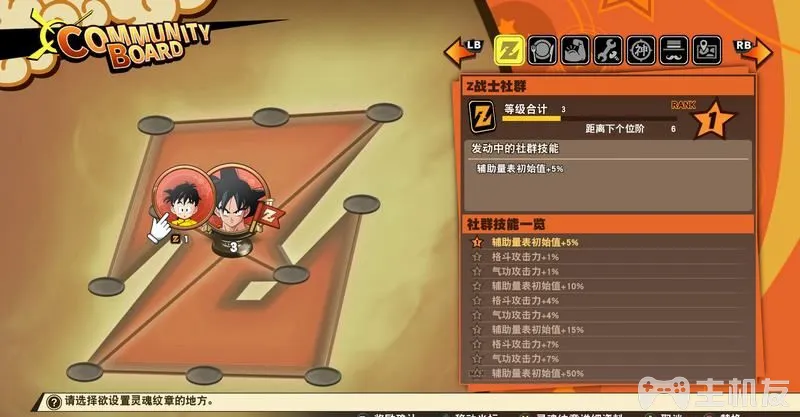 COMMUNITY
BOARD
LB
Z
神
RB
Z战士社群
Z
等级合计 3
RANK
1
距离下个位阶 6
发动中的社群技能
辅助量表初始值+5%
Z
Z 1
3
社群技能一览
辅助量表初始值+5%
格斗攻击力+1%
气功攻击力+1%
辅助量表初始值+10%
格斗攻击力+4%
气功攻击力+4%
辅助量表初始值+15%
格斗攻击力+7%
气功攻击力+7%
MAX 辅助量表初始值+50%
主机友
? 请选择欲设置灵魂纹章的地方。